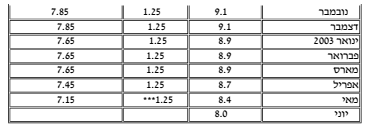 נובמבר 9.1 1.25 7.85
דצמבר 9.1 1.25 7.85
ינואר 2003 8.9 1.25 7.65
פברואר 8.9 1.25 7.65
מארס 8.9 1.25 7.65
אפריל 8.7 1.25 7.45
מאי 8.4 1.25*** 7.15
יוני 8.0